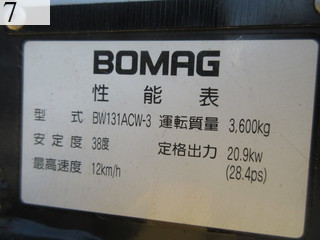 7
BOMAG
性能表
型式 BW131ACW-3 運転質量 3,600kg
安定度 38度 定格出力 20.9kw
最高速度 12km/h (28.4ps)